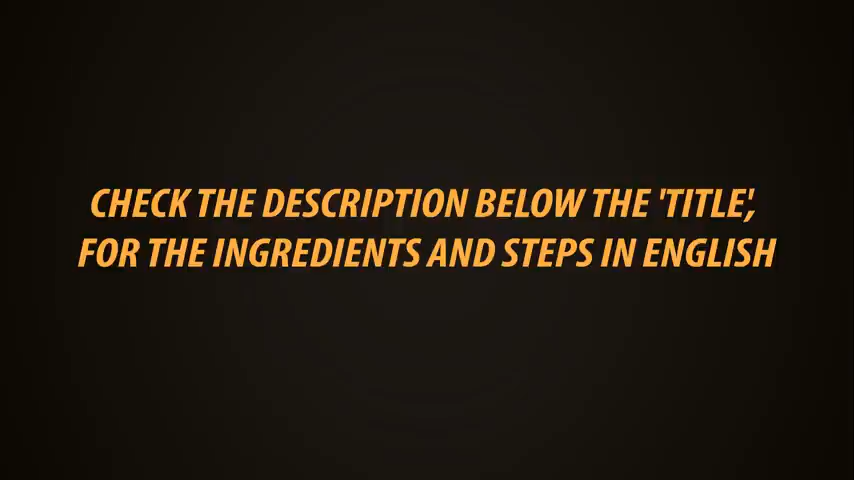 CHECK THE DESCRIPTION BELOW THE 'TITLE',
FOR THE INGREDIENTS AND STEPS IN ENGLISH